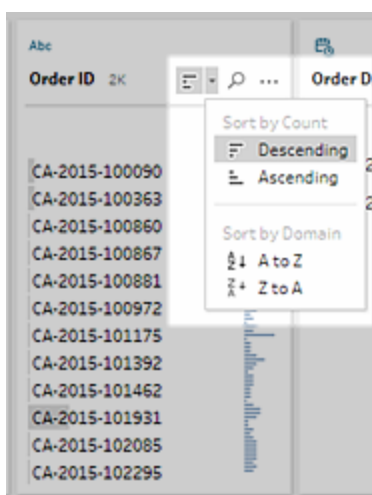 Abc
Order ID 2K
Order D
Sort by Count
Descending
Ascending
Sort by Domain
A to Z
Z to A
2
2
CA-2015-100090
CA-2015-100363
CA-2015-100860
CA-2015-100867
CA-2015-100881
CA-2015-100972
CA-2015-101175
CA-2015-101392
CA-2015-101462
CA-2015-101931
CA-2015-102085
CA-2015-102295